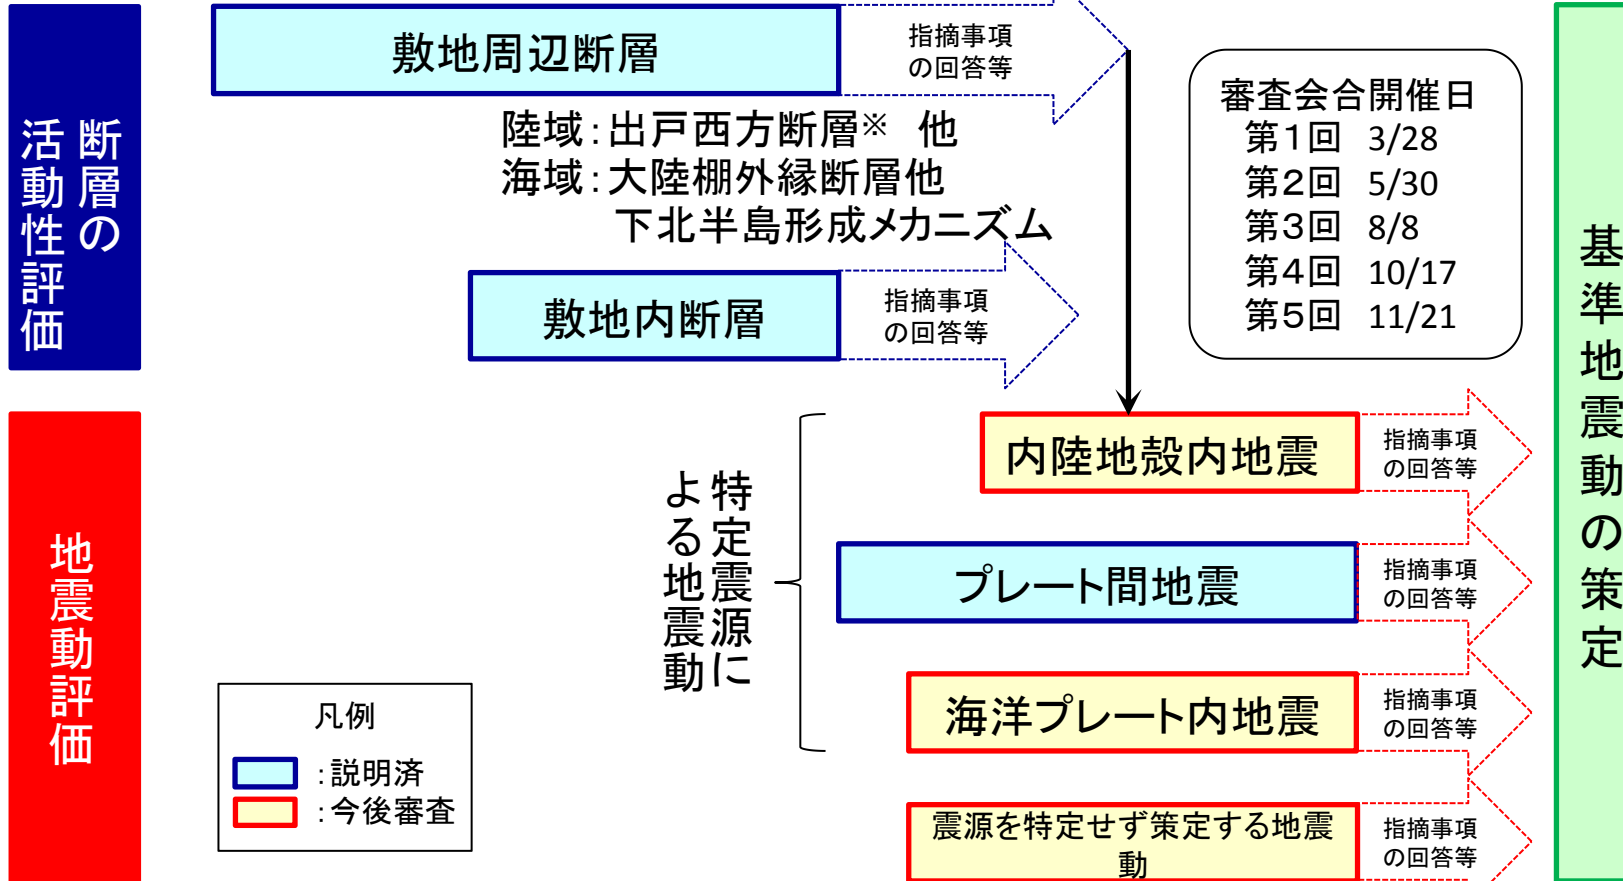 断層の
活動性評価
敷地周辺断層
指摘事項
の回答等
陸域：出戸西方断層※ 他
海域：大陸棚外縁断層他
下北半島形成メカニズム
敷地内断層
指摘事項
の回答等
審査会合開催日
第１回 3/28
第２回 5/30
第３回 8/8
第４回 10/17
第５回 11/21
地震動評価
特定震源に
よる地震動
内陸地殻内地震
指摘事項
の回答等
プレート間地震
指摘事項
の回答等
海洋プレート内地震
指摘事項
の回答等
震源を特定せず策定する地震
動
指摘事項
の回答等
凡例
：説明済
：今後審査
基準地震動の策定